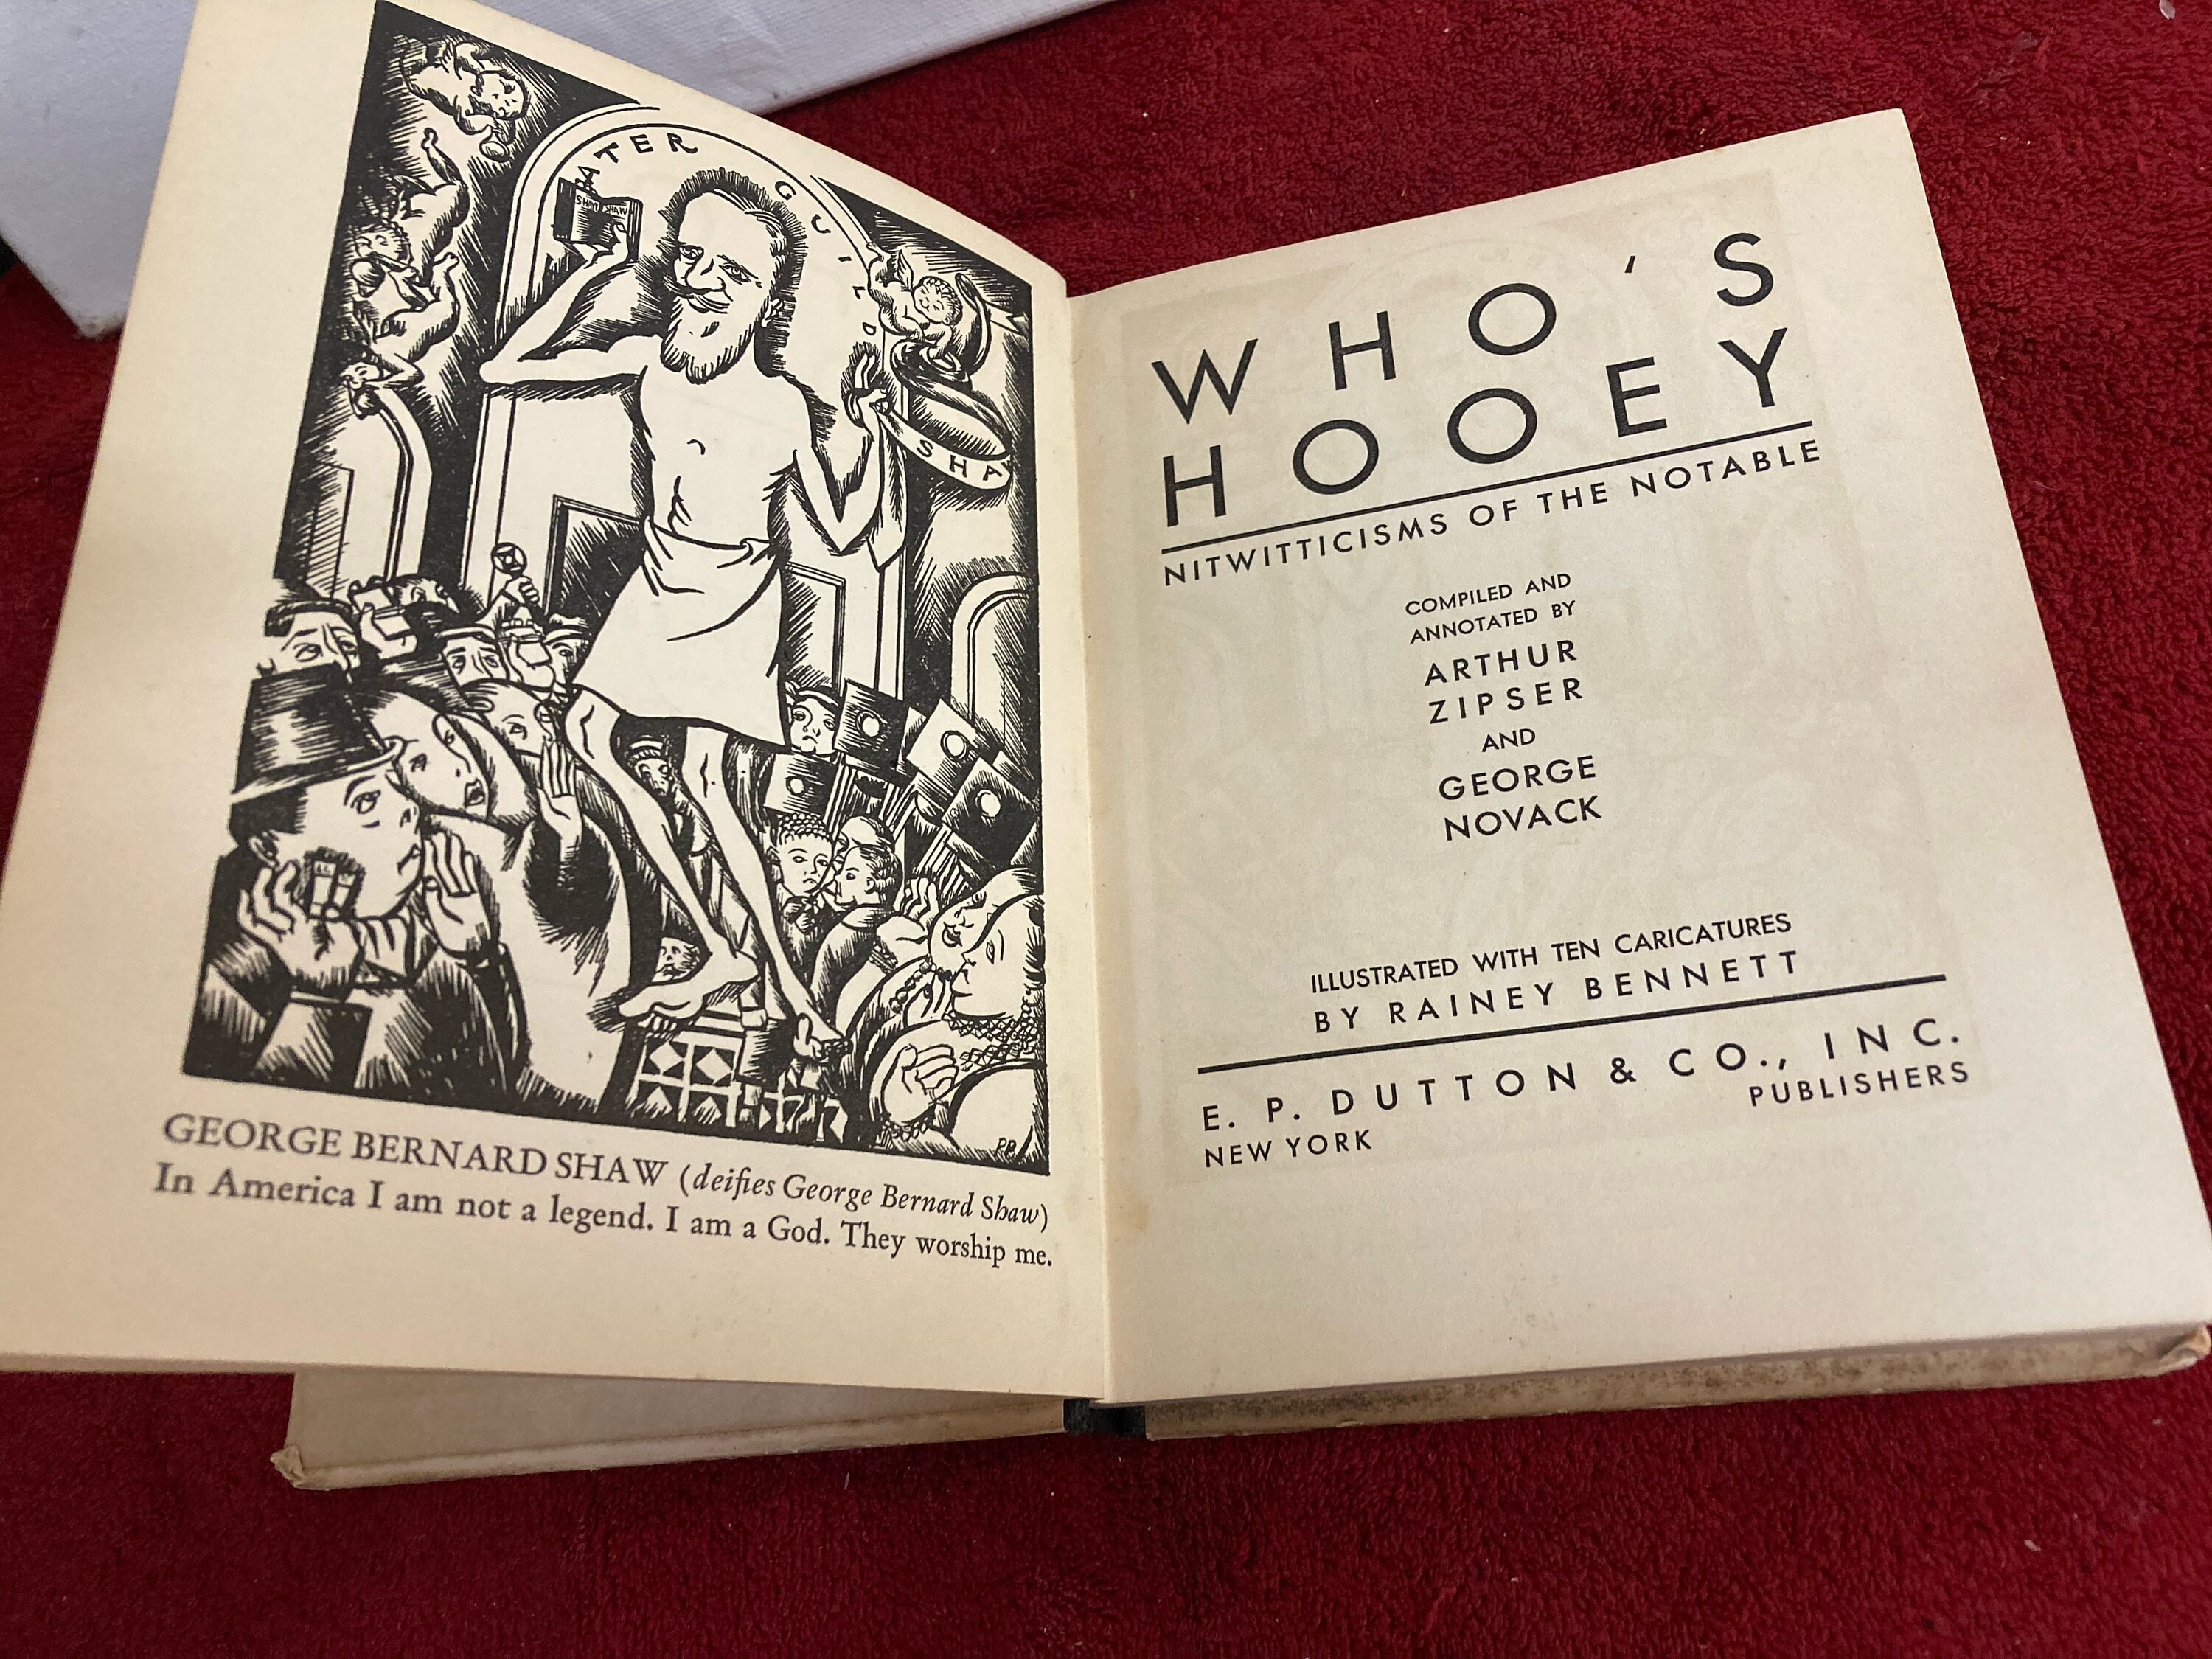 ATER GUILD
SHAW
SHA
GEORGE BERNARD SHAW (deifies George Bernard Shaw)
In America I am not a legend. I am a God. They worship me.
WHO'S
HOOEY
NITWITTICISMS OF THE NOTABLE
COMPILED AND
ANNOTATED BY
ARTHUR
ZIPSER
AND
GEORGE
NOVACK
ILLUSTRATED WITH TEN CARICATURES
BY RAINEY BENNETT
E. P. DUTTON & CO., INC.
PUBLISHERS
NEW YORK